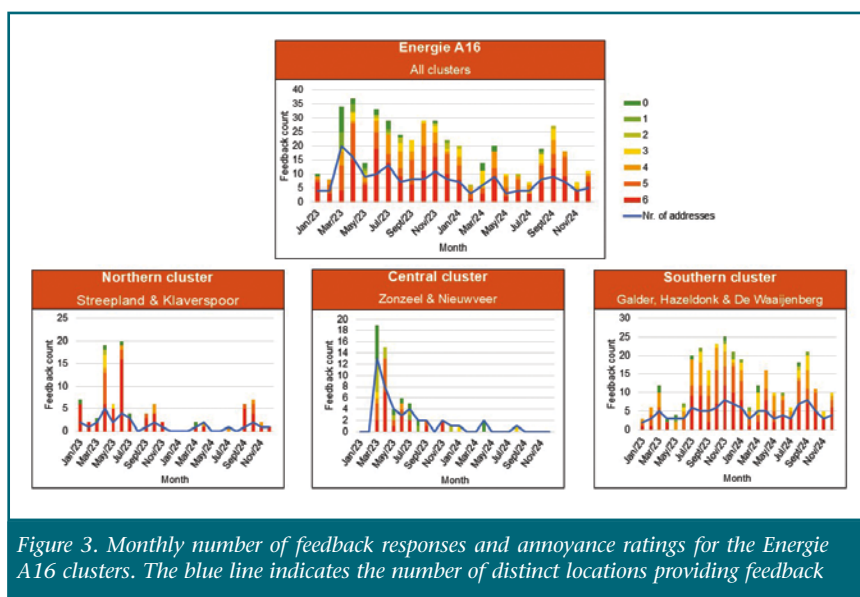 Energie A16
All clusters
40
35
30
25
20
15
10
5
0
Feedback count
Jan/23
Mar/23
May/23
Jul/23
Sept/23
Nov/23
Jan/24
Mar/24
May/24
Jul/24
Sept/24
Nov/24
Month
0
1
2
3
4
5
6
Nr. of addresses
Northern cluster
Streepland & Klaverspoor
25
20
15
10
5
0
Feedback count
Jan/23
Mar/23
May/23
Jul/23
Sept/23
Nov/23
Jan/24
Mar/24
May/24
Jul/24
Sept/24
Nov/24
Month
Central cluster
Zonzeel & Nieuwveer
20
18
16
14
12
10
8
6
4
2
0
Feedback count
Jan/23
Mar/23
May/23
Jul/23
Sept/23
Nov/23
Jan/24
Mar/24
May/24
Jul/24
Sept/24
Nov/24
Month
Southern cluster
Galder, Hazeldonk & De Waaijenberg
30
25
20
15
10
5
0
Feedback count
Jan/23
Mar/23
May/23
Jul/23
Sept/23
Nov/23
Jan/24
Mar/24
May/24
Jul/24
Sept/24
Nov/24
Month
Figure 3. Monthly number of feedback responses and annoyance ratings for the Energie
A16 clusters. The blue line indicates the number of distinct locations providing feedback